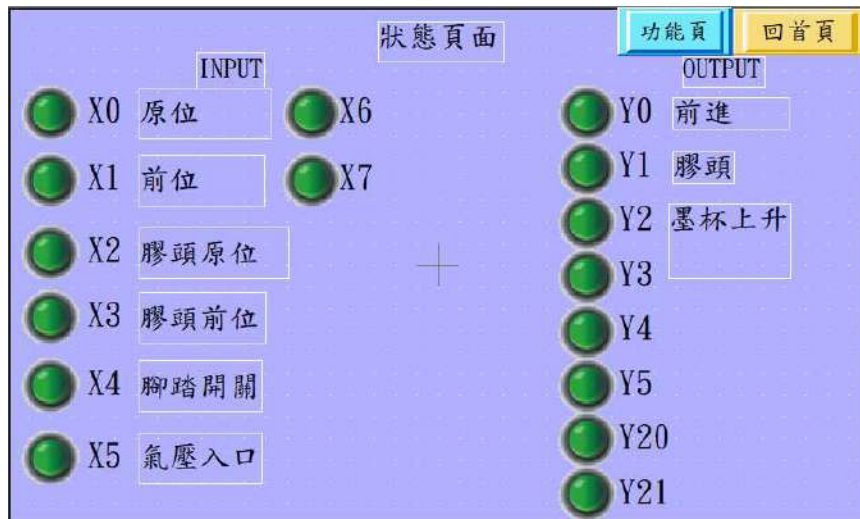 狀態頁面
功能頁
回首頁
INPUT
OUTPUT
X0 原位
X1 前位
X2 膠頭原位
X3 膠頭前位
X4 腳踏開關
X5 氣壓入口
X6
X7
Y0 前進
Y1 膠頭
Y2 墨杯上升
Y3
Y4
Y5
Y20
Y21